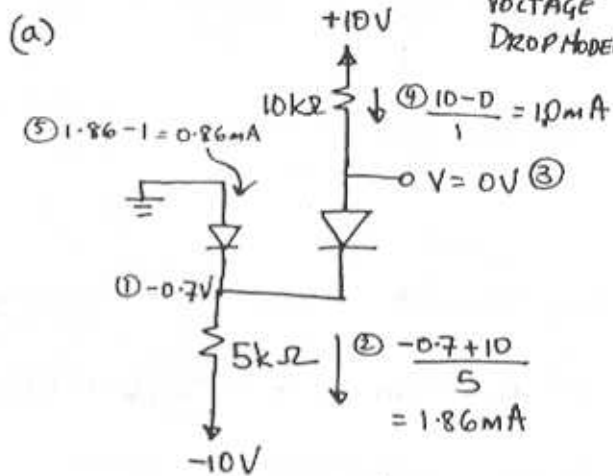 (a)
+10V
VOLTAGE
DROP MODEL
10kΩ
④ 10-0 / 1 = 1.0mA
⑤ 1.86-1 = 0.86mA
V = 0V ③
① -0.7V
5kΩ
② -0.7+10 / 5
= 1.86mA
-10V